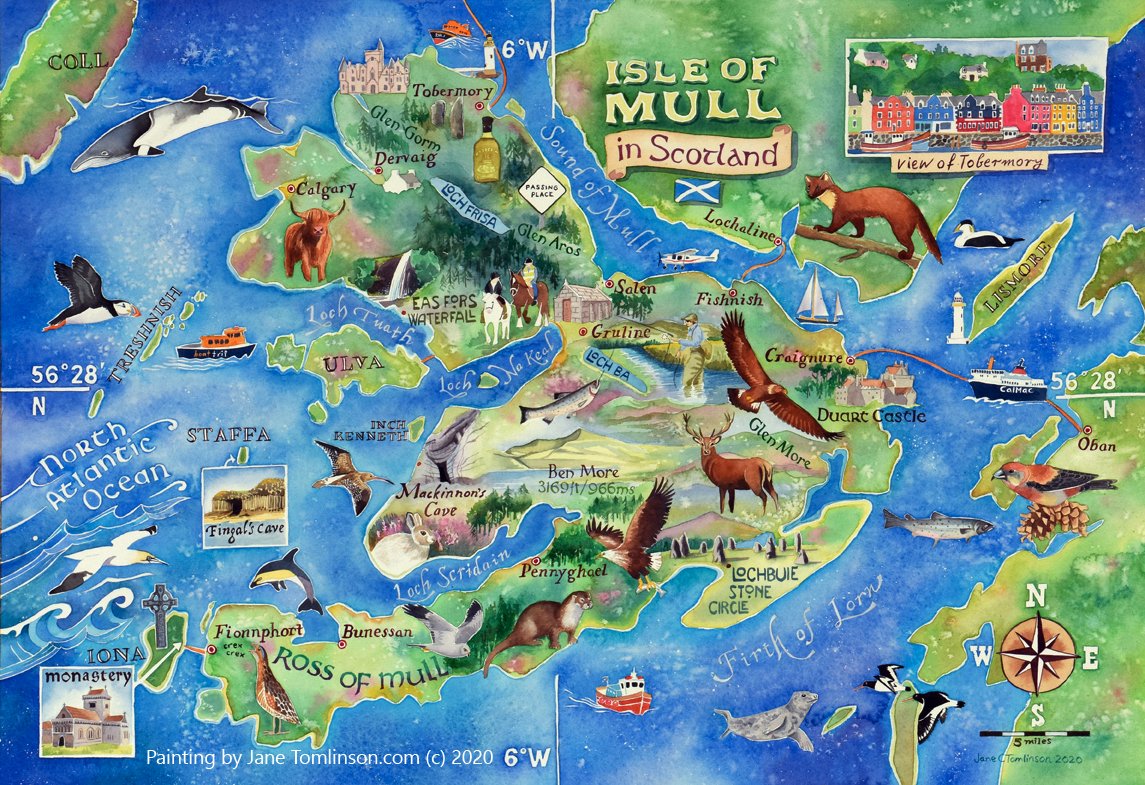 COLL
6°W
Tobermory
Glen
Gorm
Dervaig
Calgary
LOCH FRISA
PASSING
PLACE
Glen Aros
Sound of Mull
ISLE OF
MULL
in Scotland
view of Tobermory
Lochaline
LISMORE
TRESHNISH
boat trip
Loch Tuath
EAS FORS
WATERFALL
Salen
Fishnish
Gruline
ULVA
Loch Na Keal
LOCH BA
Craignure
CalMac
56°28'
N
56°28'
N
Duart Castle
Oban
North
Atlantic
Ocean
STAFFA
Fingal's Cave
INCH
KENNETH
Mackinnon's
Cave
Ben More
3169ft/966ms
Glen More
Loch Scridain
Pennyghael
LOCHBUIE
STONE
CIRCLE
Firth of Lorn
IONA
monastery
Fionnphort
crex
crex
Bunessan
ROSS OF MULL
N
W
E
S
5 miles
Jane C Tomlinson 2020
Painting by Jane Tomlinson.com (c) 2020
6°W